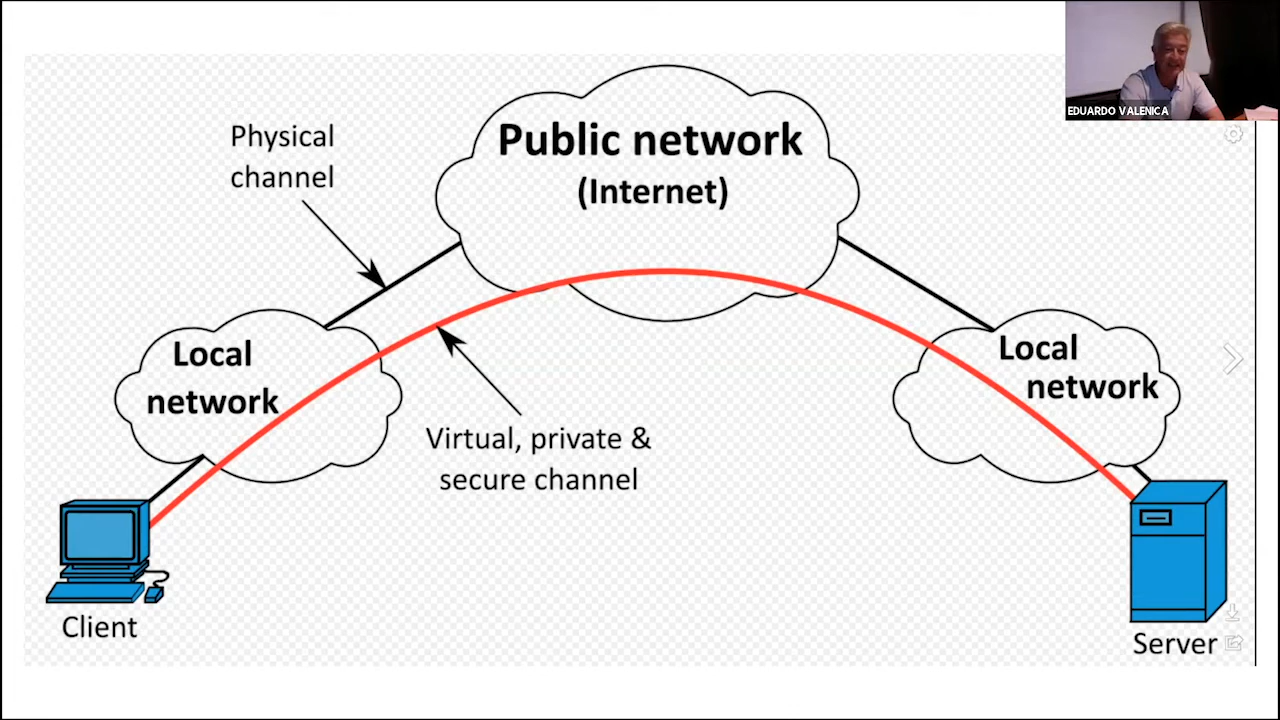 EDUARDO VALENICA
Public network
(Internet)
Physical
channel
Local
network
Local
network
Virtual, private &
secure channel
Client
Server